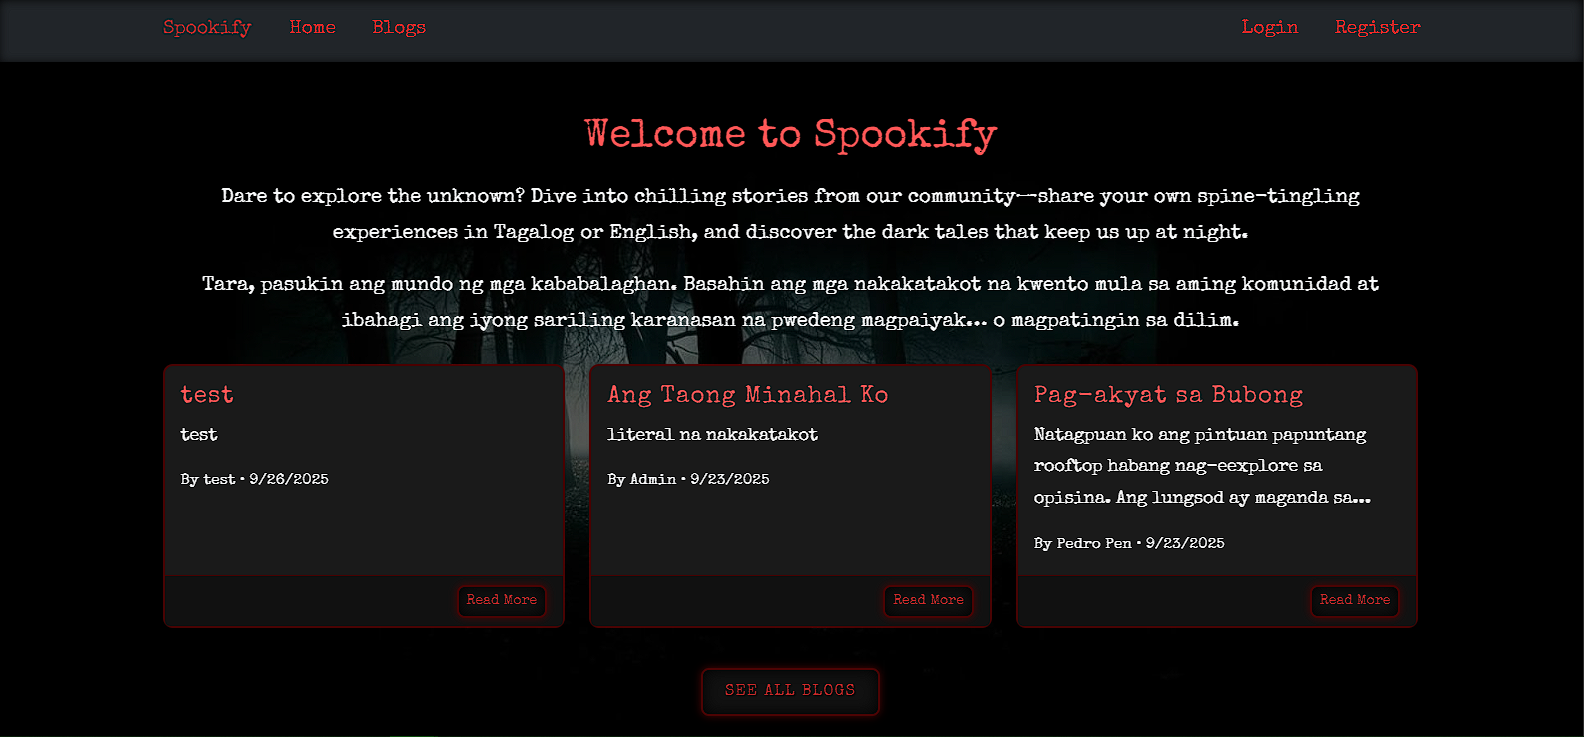 Spookify Home Blogs Login Register
Welcome to Spookify
Dare to explore the unknown? Dive into chilling stories from our community—share your own spine-tingling
experiences in Tagalog or English, and discover the dark tales that keep us up at night.
Tara, pasukin ang mundo ng mga kababalaghan. Basahin ang mga nakakatakot na kwento mula sa aming komunidad at
ibahagi ang iyong sariling karanasan na pwedeng magpaiyak... o magpatingin sa dilim.
test
test
By test • 9/26/2025
Read More
Ang Taong Minahal Ko
literal na nakakatakot
By Admin • 9/23/2025
Read More
Pag-akyat sa Bubong
Natagpuan ko ang pintuan papuntang
rooftop habang nag-eexplore sa
opisina. Ang lungsod ay maganda sa...
By Pedro Pen • 9/23/2025
Read More
SEE ALL BLOGS